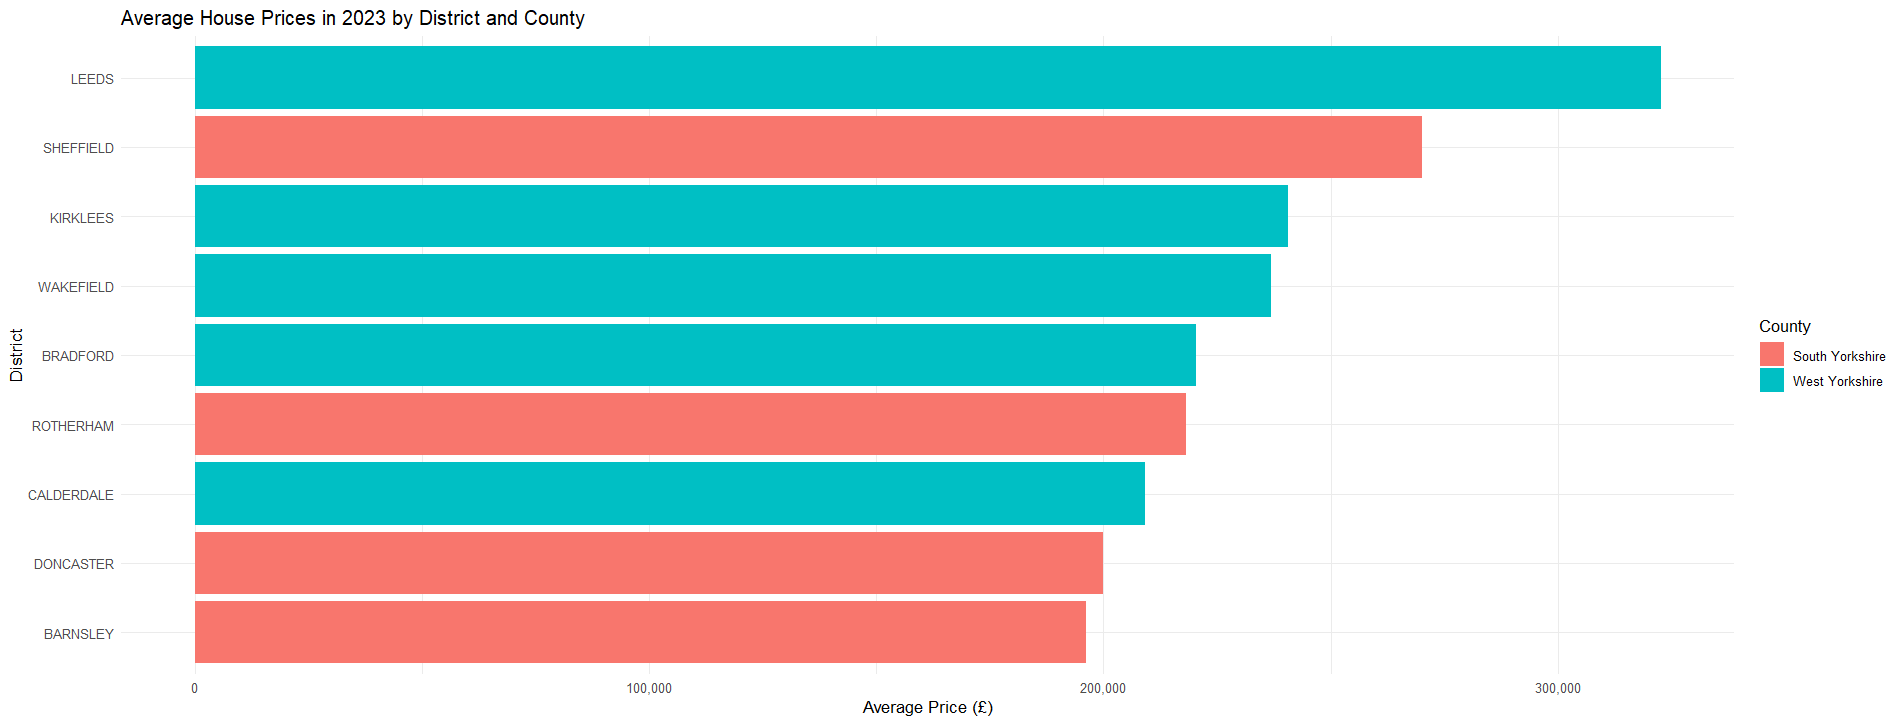 Average House Prices in 2023 by District and County
District
LEEDS
SHEFFIELD
KIRKLEES
WAKEFIELD
BRADFORD
ROTHERHAM
CALDERDALE
DONCASTER
BARNSLEY
0 100,000 200,000 300,000
Average Price (£)
County
South Yorkshire
West Yorkshire